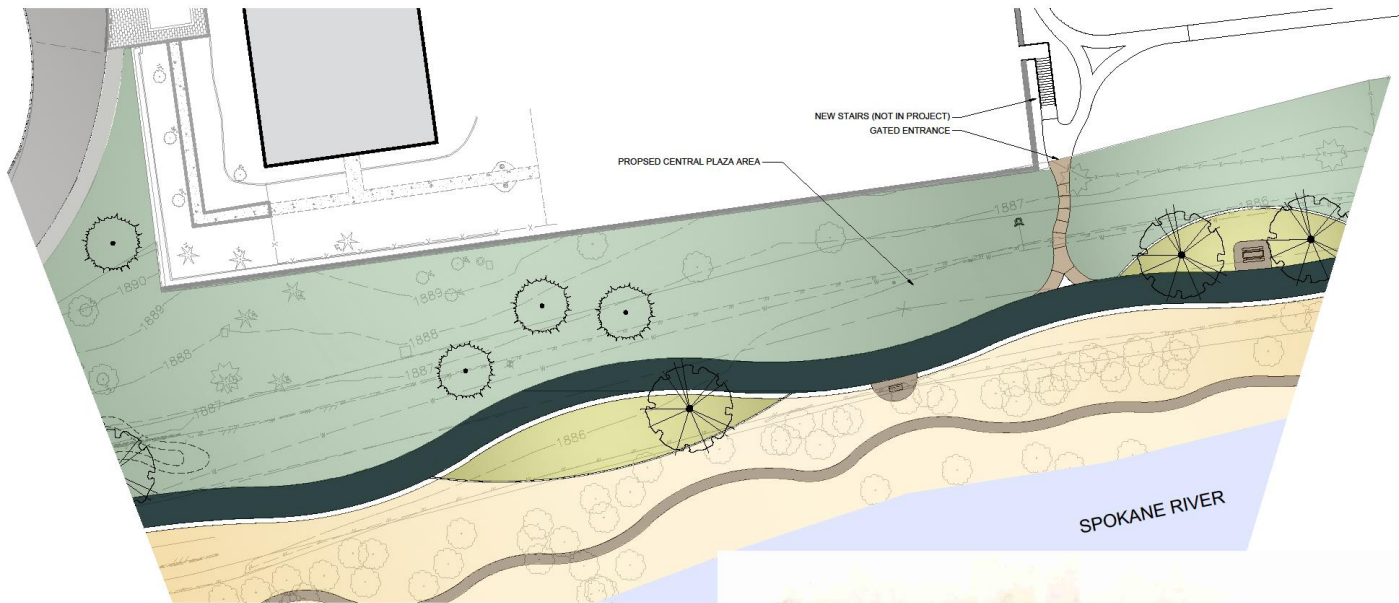 NEW STAIRS (NOT IN PROJECT)
GATED ENTRANCE
PROPSED CENTRAL PLAZA AREA
1887
1886
1890
1889
1889
1888
1888
1887
1887
1886
SPOKANE RIVER